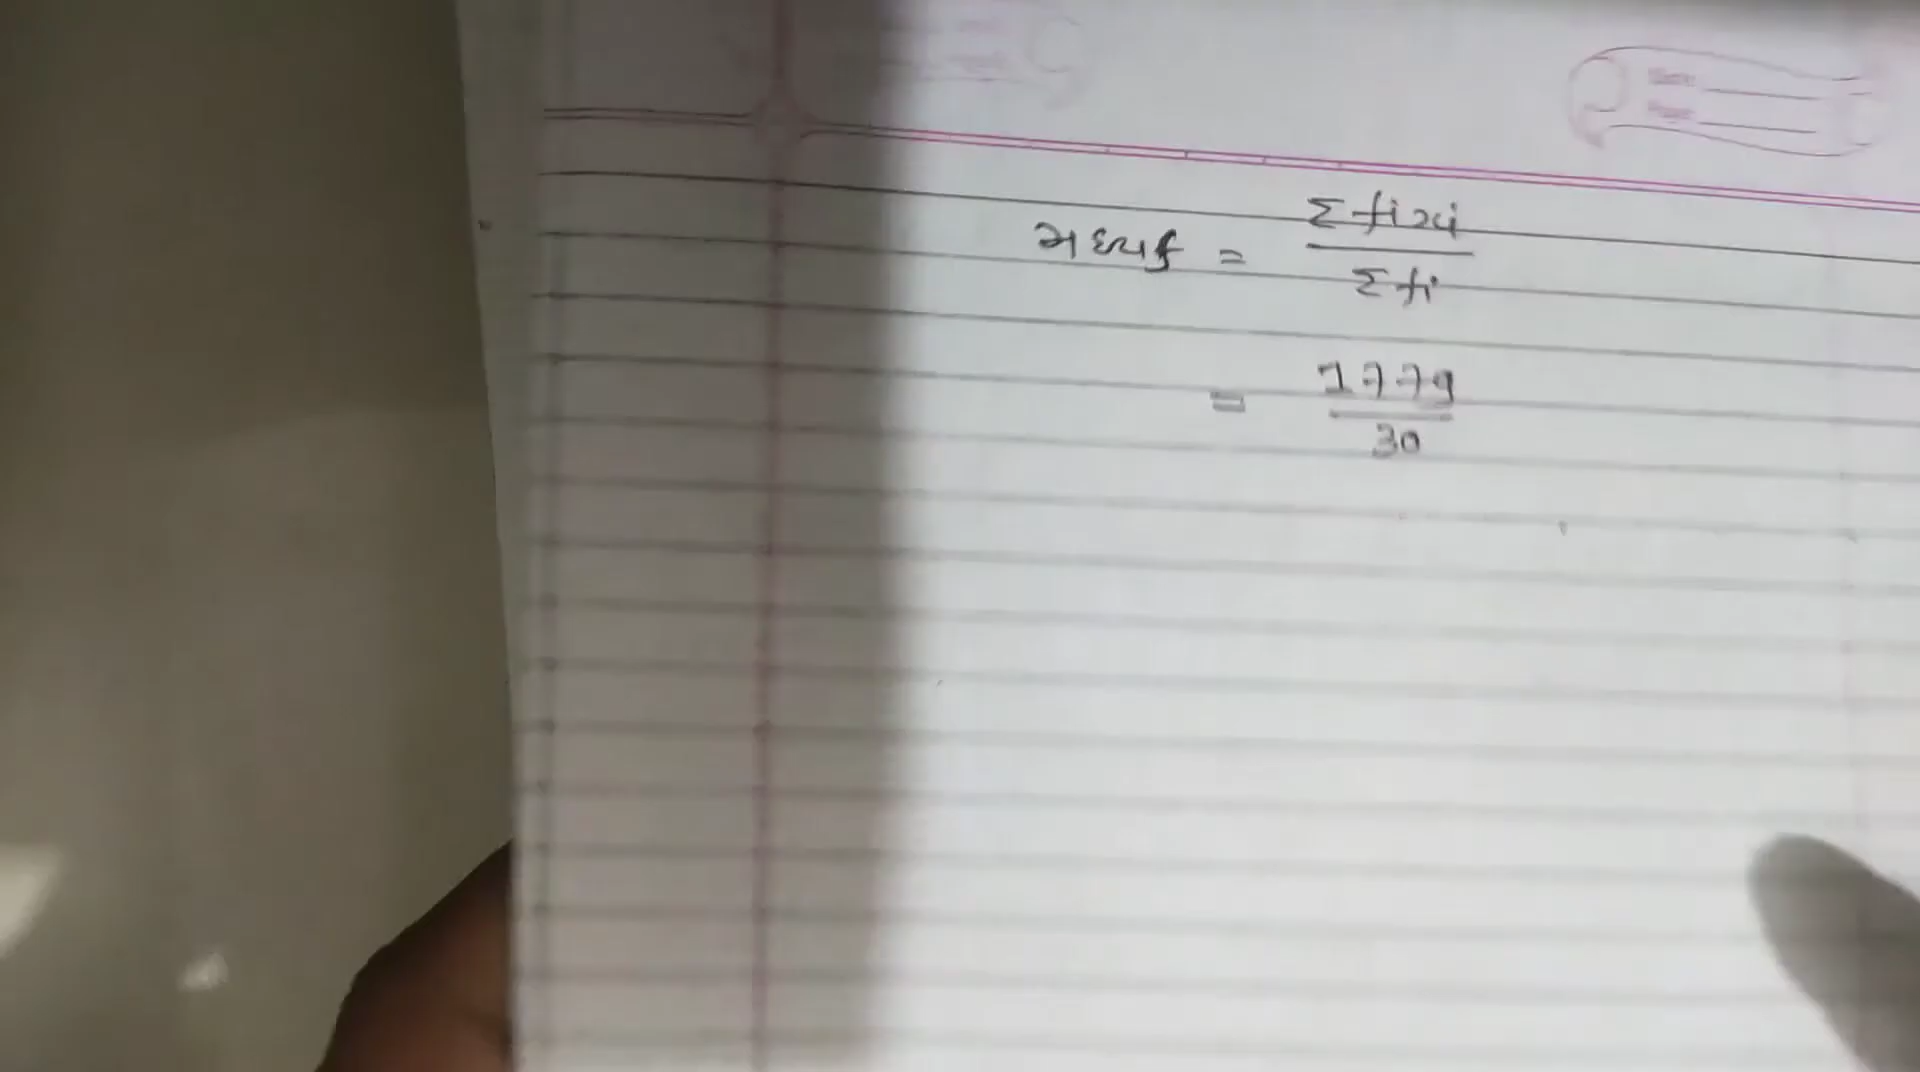 મધ્યક = Σfixi / Σfi
= 1779 / 30